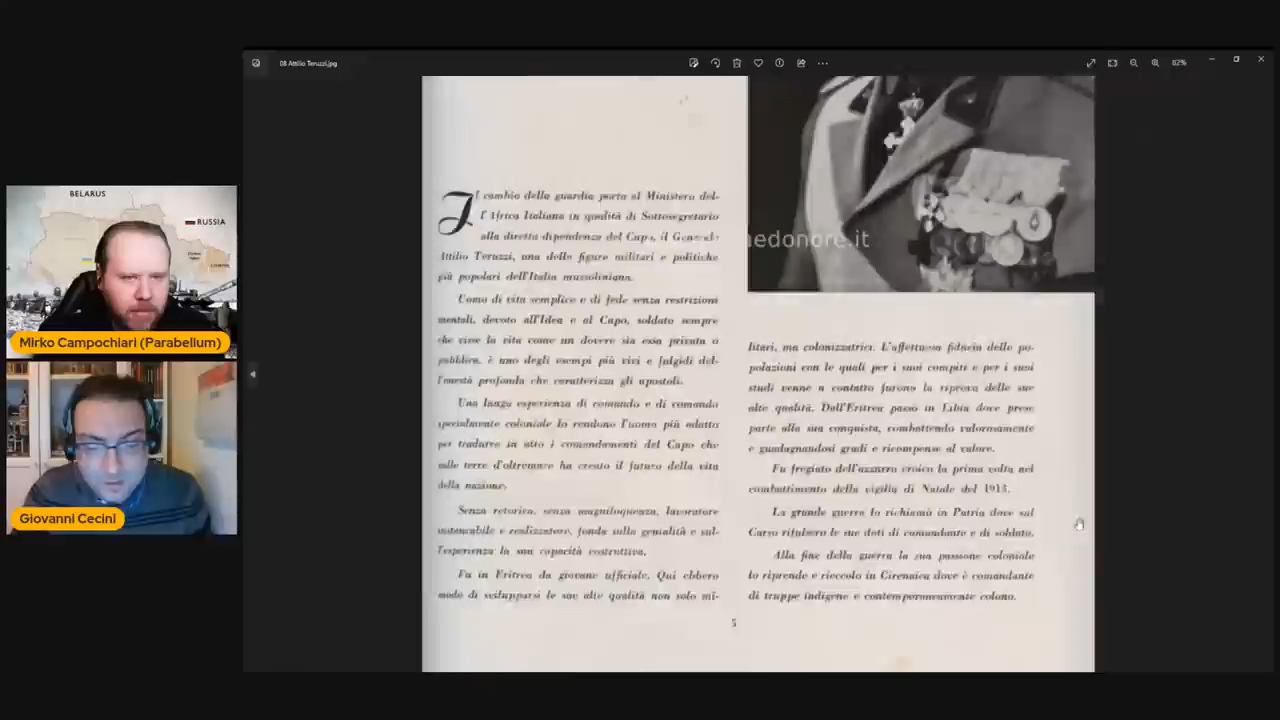 08 Attilio Teruzzi.jpg
82%
BELARUS
RUSSIA
Mirko Campochiari (Parabellum)
Giovanni Cecini
nedonore.it
Il cambio della guardia porta al Ministero del-
l'Africa Italiana in qualità di Sottosegretario
alla diretta dipendenza del Capo, il Generale
Attilio Teruzzi, una delle figure militari e politiche
più popolari dell'Italia mussoliniana.
Uomo di vita semplice e di fede senza restrizioni
mentali, devoto all'Idea e al Capo, soldato sempre
che vive la vita come un dovere sia essa privata o
pubblica, è uno degli esempi più vivi e fulgidi del-
l'onestà profonda che caratterizza gli apostoli.
Una lunga esperienza di comando e di comando
specialmente coloniale lo rendono l'uomo più adatto
per tradurre in atto i comandamenti del Capo che
sulle terre d'oltremare ha creato il futuro della vita
della nazione.
Senza retorica, senza magniloquenza, lavoratore
instancabile e realizzatore, fonda sulla genialità e sul-
l'esperienza la sua capacità costruttiva.
Fu in Eritrea da giovane ufficiale. Qui ebbero
modo di svilupparsi le sue alte qualità non solo mi-
litari, ma colonizzatrici. L'affettuosa fiducia delle po-
polazioni con le quali per i suoi compiti e per i suoi
studi venne a contatto furono la riprova delle sue
alte qualità. Dall'Eritrea passò in Libia dove prese
parte alla sua conquista, combattendo valorosamente
e guadagnandosi gradi e ricompense al valore.
Fu fregiato dell'azzurro eroico la prima volta nel
combattimento della vigilia di Natale del 1913.
La grande guerra lo richiamò in Patria dove sul
Carso rifulsero le sue doti di comandante e di soldato.
Alla fine della guerra la sua passione coloniale
lo riprende e rieccolo in Cirenaica dove è comandante
di truppe indigene e contemporaneamente colono.
5